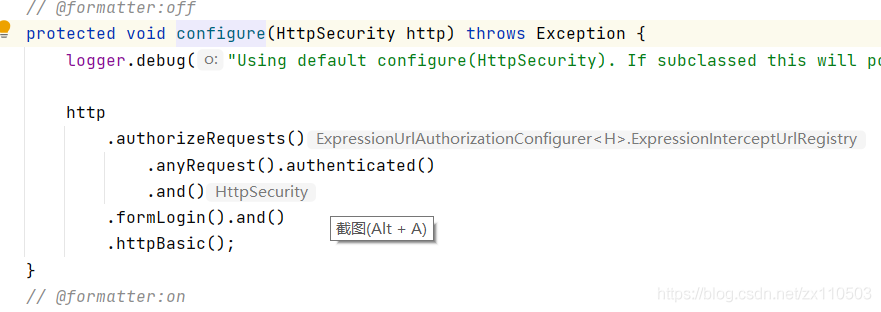 // @formatter:off
protected void configure(HttpSecurity http) throws Exception {
logger.debug( o: "Using default configure(HttpSecurity). If subclassed this will
http
.authorizeRequests() ExpressionUrlAuthorizationConfigurer<H>.ExpressionInterceptUrlRegistry
.anyRequest().authenticated()
.and() HttpSecurity
.formLogin().and()
截图(Alt + A)
.httpBasic();
}
// @formatter:on
https://blog.csdn.net/zx110503